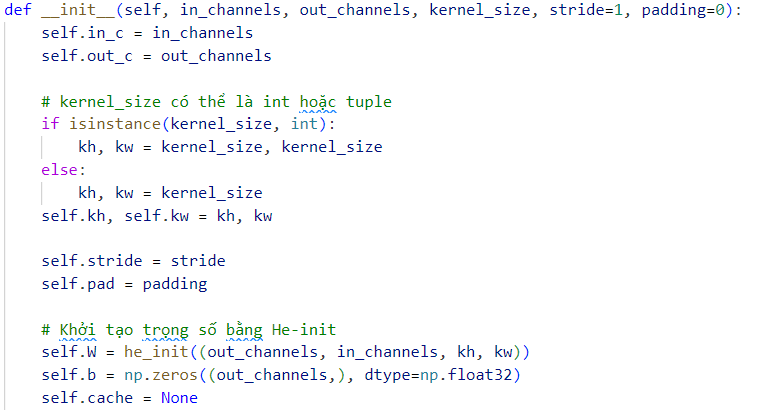 def __init__(self, in_channels, out_channels, kernel_size, stride=1, padding=0):
    self.in_c = in_channels
    self.out_c = out_channels

    # kernel_size có thể là int hoặc tuple
    if isinstance(kernel_size, int):
        kh, kw = kernel_size, kernel_size
    else:
        kh, kw = kernel_size
    self.kh, self.kw = kh, kw

    self.stride = stride
    self.pad = padding

    # Khởi tạo trọng số bằng He-init
    self.W = he_init((out_channels, in_channels, kh, kw))
    self.b = np.zeros((out_channels,), dtype=np.float32)
    self.cache = None